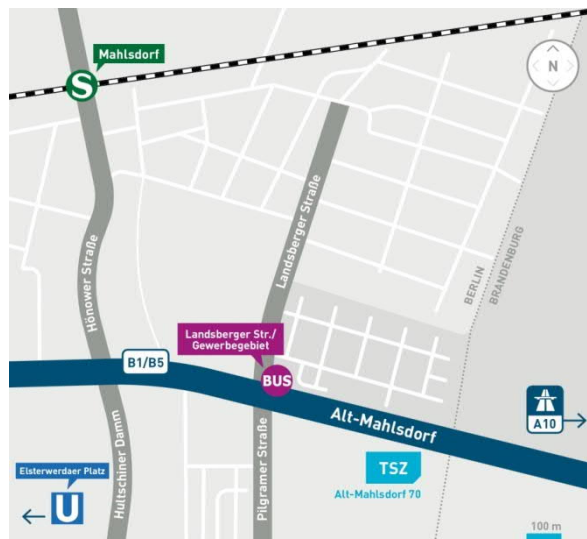 Mahlsdorf
S
N
Landsberger Straße
Hönower Straße
BERLIN
BRANDENBURG
Landsberger Str./
Gewerbegebiet
B1/B5
BUS
Alt-Mahlsdorf
A10
Elsterwerdaer Platz
U
Hultschiner Damm
Pilgramer Straße
TSZ
Alt-Mahlsdorf 70
100 m